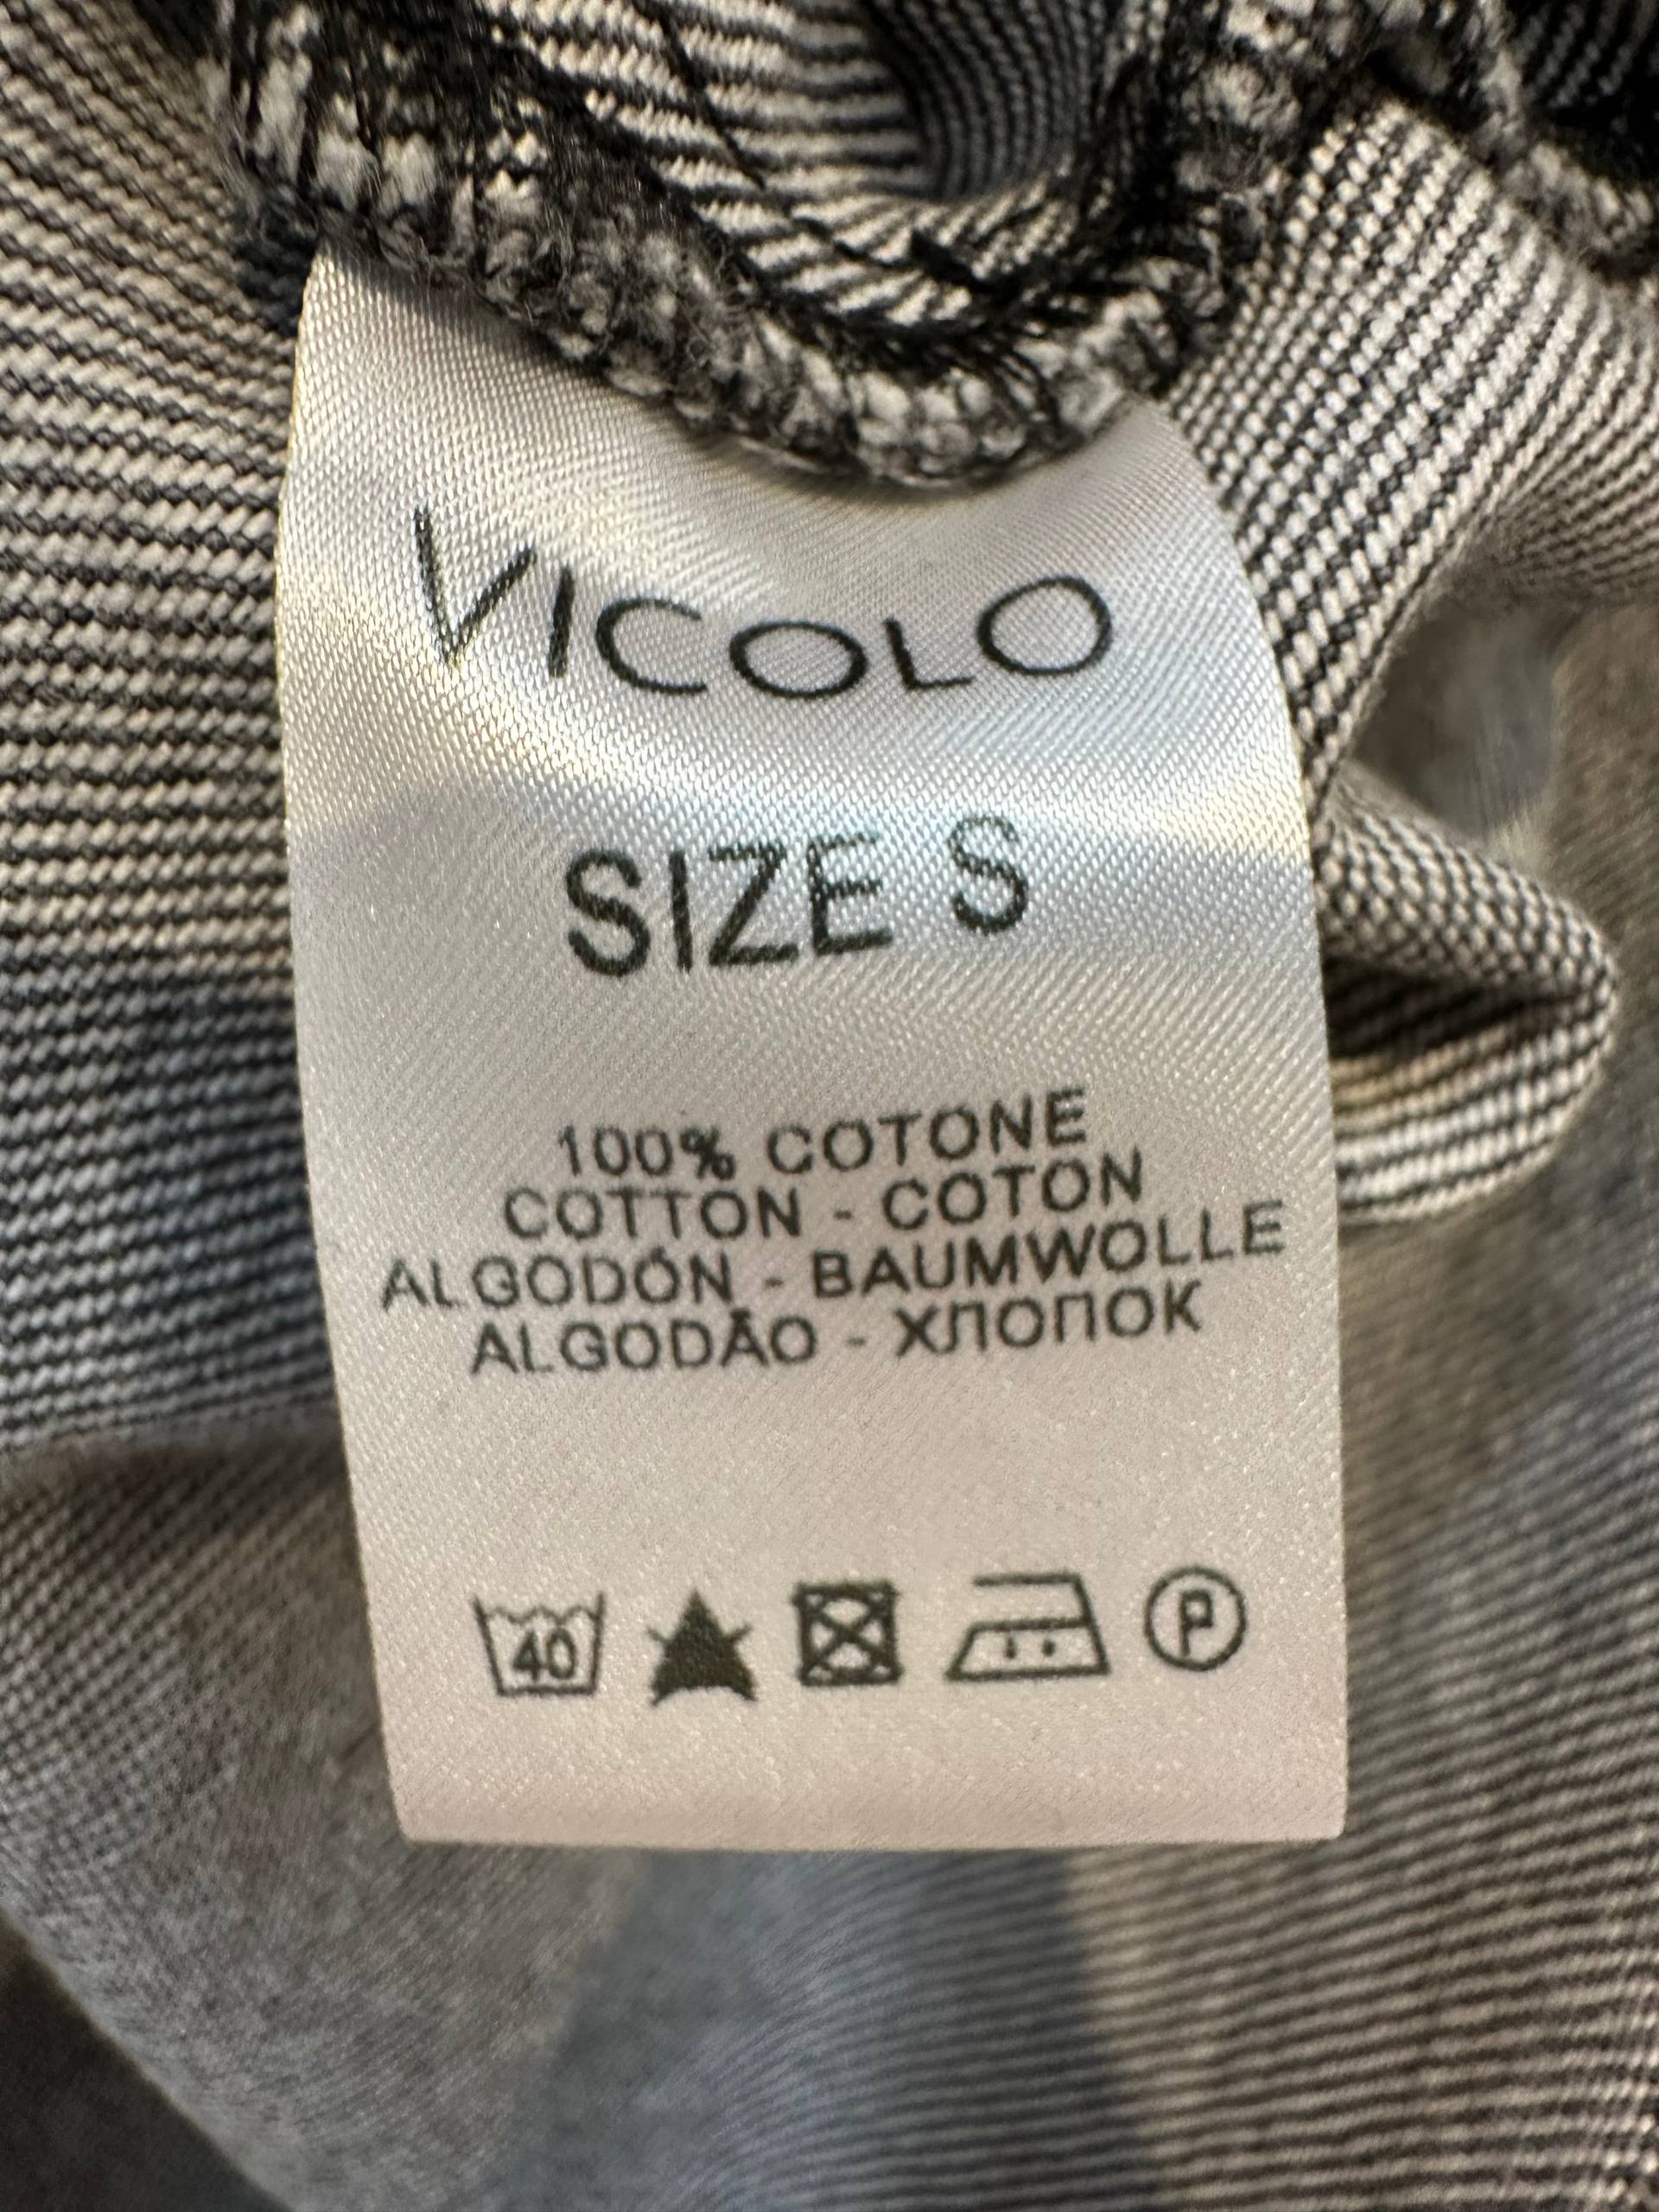 VICOLO
SIZE S
100% COTONE
COTTON - COTON
ALGODÓN - BAUMWOLLE
ALGODÃO - ХЛОПОК
40 P